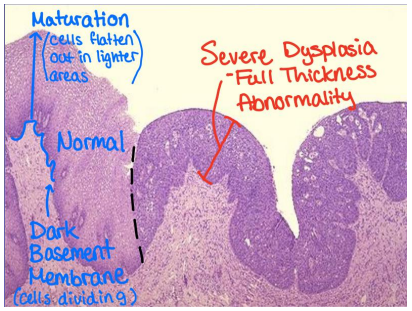 Maturation
(cells flatten
out in lighter
areas)
Normal
Dark
Basement
Membrane
(cells dividing)
Severe Dysplasia
-Full Thickness
Abnormality